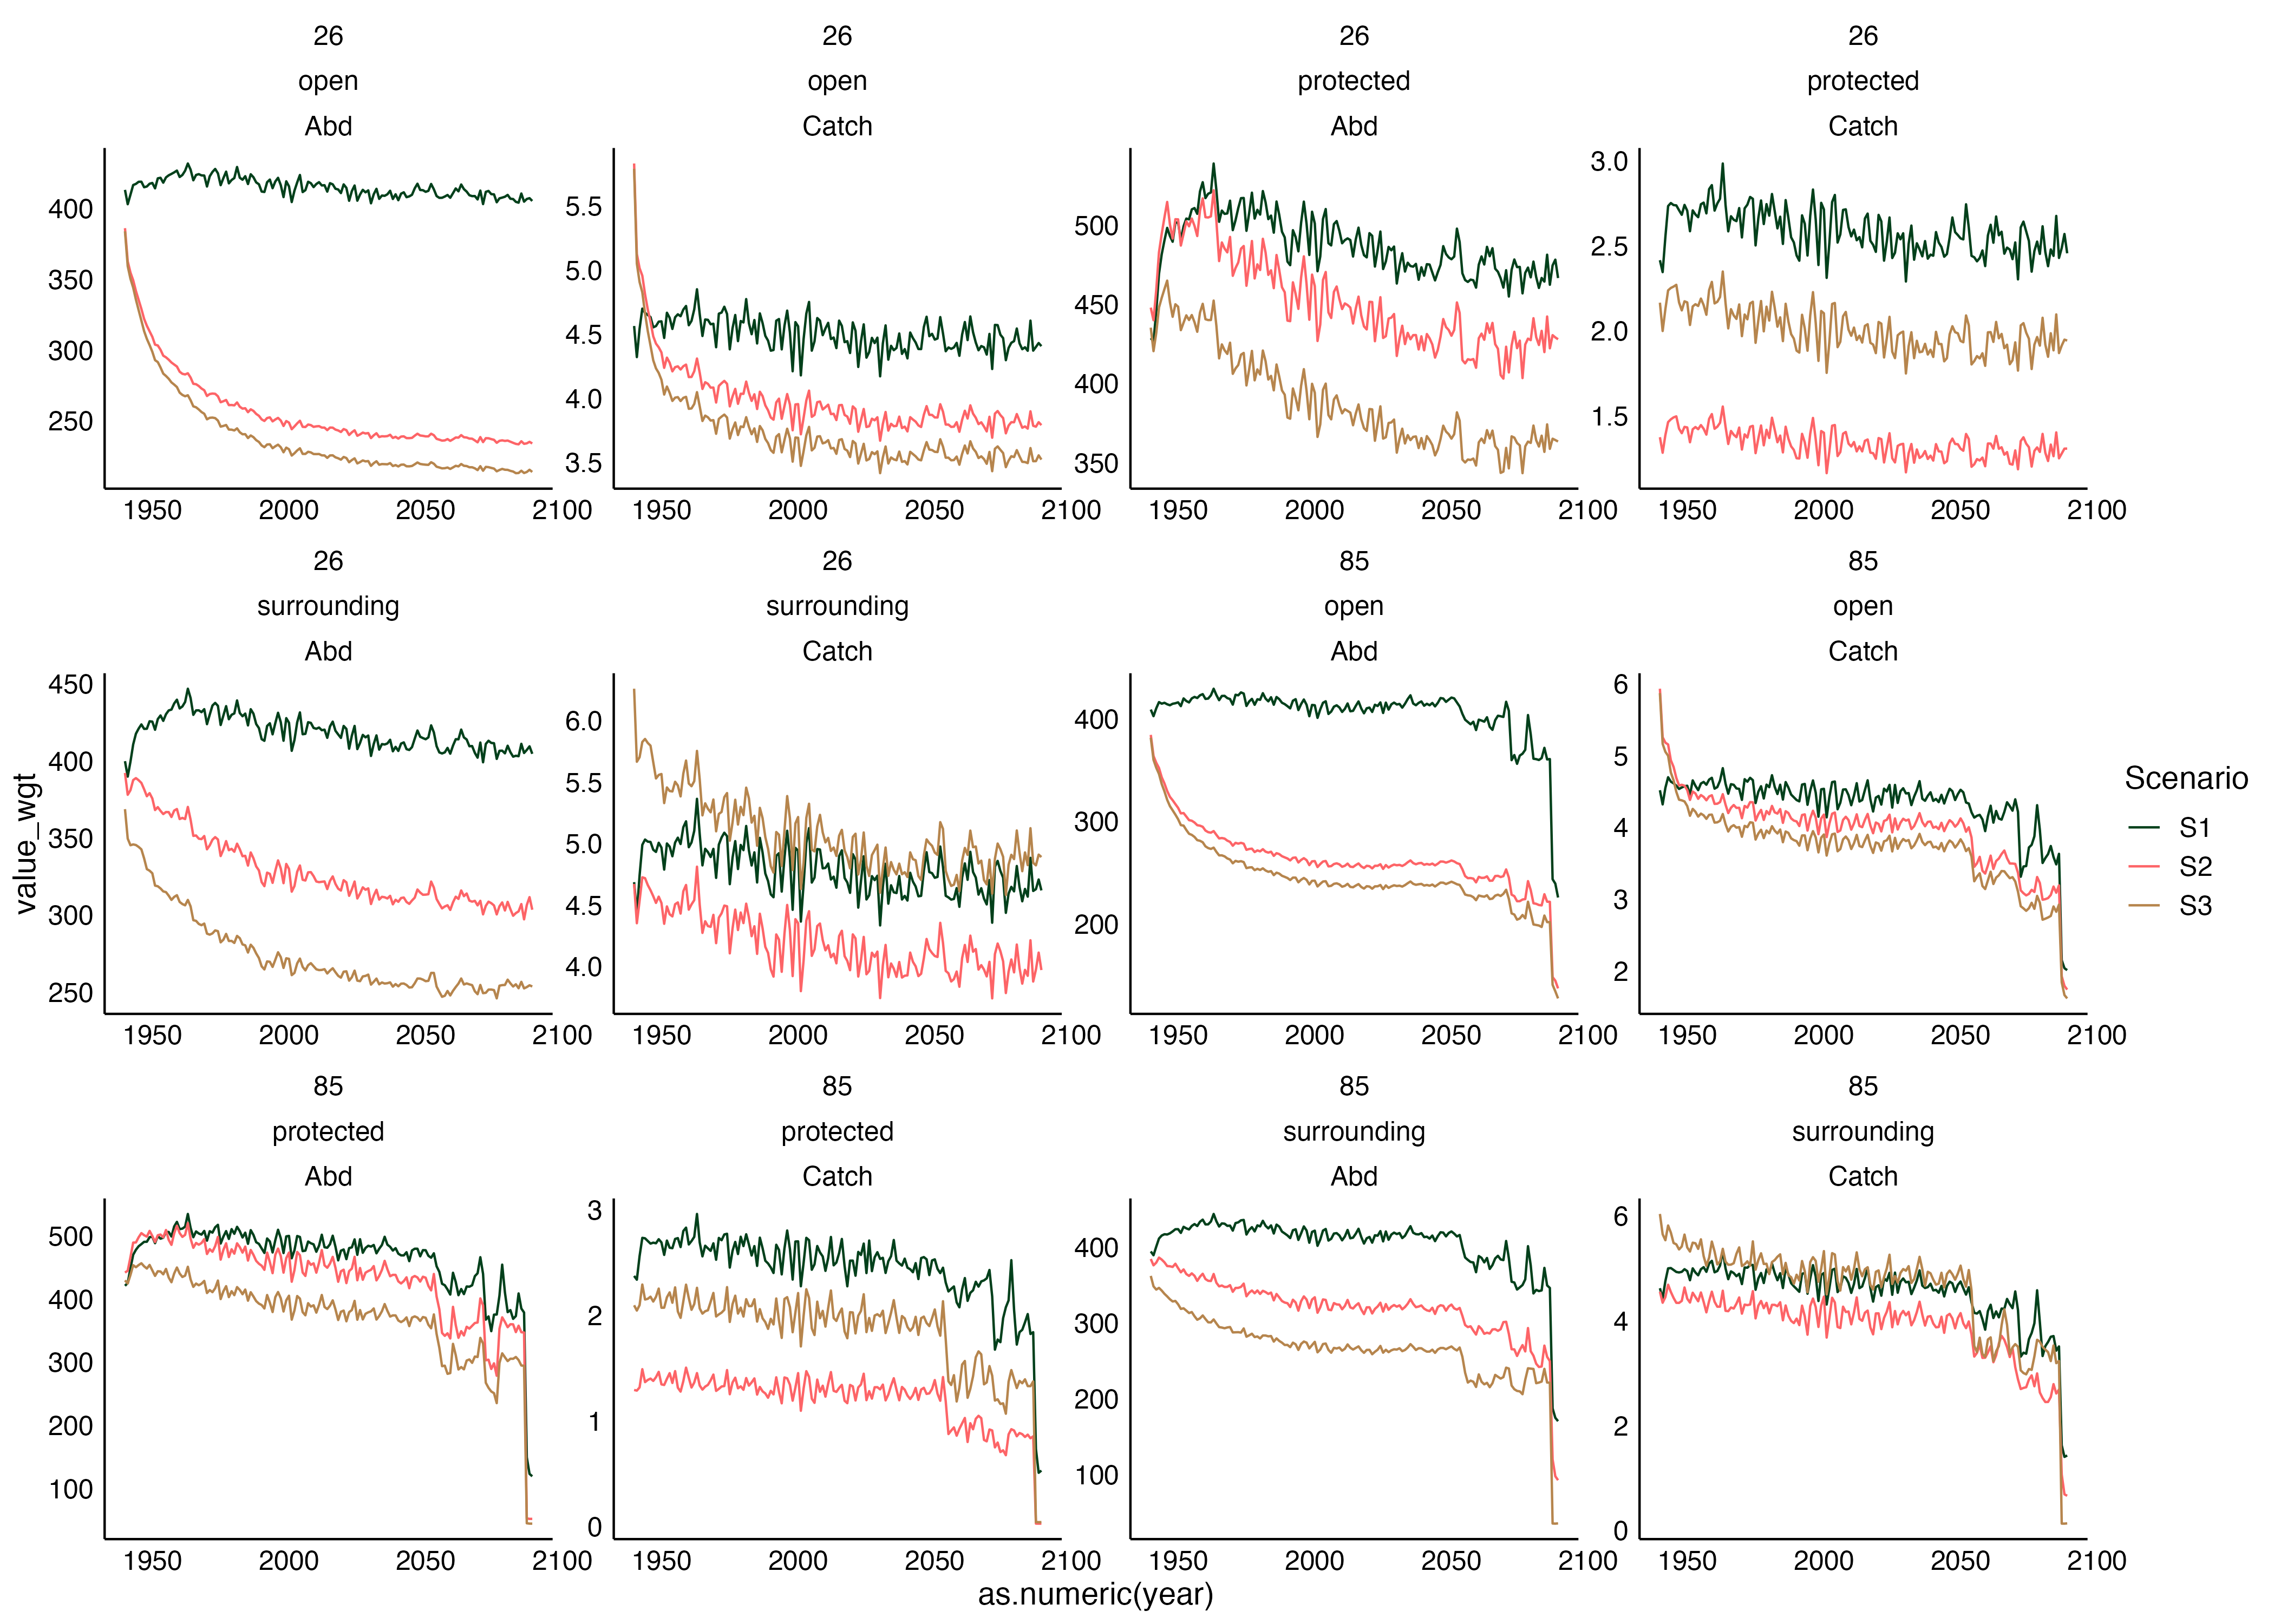 26 26 26 26
open open protected protected
Abd Catch Abd Catch
400 350 300 250
5.5 5.0 4.5 4.0 3.5
500 450 400 350
3.0 2.5 2.0 1.5
1950 2000 2050 2100 1950 2000 2050 2100 1950 2000 2050 2100 1950 2000 2050 2100
26 26 85 85
surrounding surrounding open open
Abd Catch Abd Catch
450 400 350 300 250
6.0 5.5 5.0 4.5 4.0
400 300 200
6 5 4 3 2
1950 2000 2050 2100 1950 2000 2050 2100 1950 2000 2050 2100 1950 2000 2050 2100
85 85 85 85
protected protected surrounding surrounding
Abd Catch Abd Catch
500 400 300 200 100
3 2 1 0
400 300 200 100
6 4 2 0
1950 2000 2050 2100 1950 2000 2050 2100 1950 2000 2050 2100 1950 2000 2050 2100
value_wgt
as.numeric(year)
Scenario
S1
S2
S3